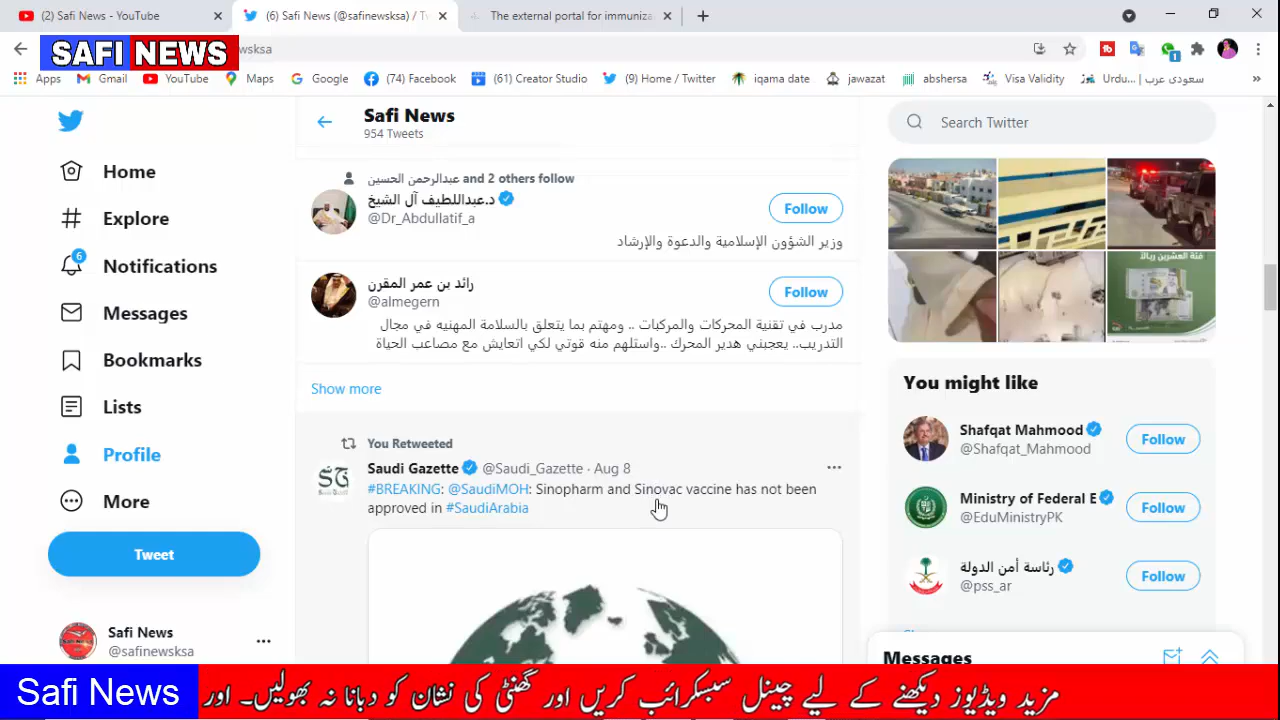 (2) Safi News - YouTube
(6) Safi News (@safinewsksa) / Tw
The external portal for immuniza
SAFI NEWS
wsksa
Apps
Gmail
YouTube
Maps
Google
(74) Facebook
(61) Creator Studio
(9) Home / Twitter
iqama date
jawazat
abshersa
Visa Validity
سعودی عرب | Urdu...
»
Home
Explore
6
Notifications
Messages
Bookmarks
Lists
Profile
More
Tweet
Safi News
@safinewsksa
Safi News
954 Tweets
عبدالرحمن الحسين and 2 others follow
د.عبداللطيف آل الشيخ
@Dr_Abdullatif_a
Follow
وزير الشؤون الإسلامية والدعوة والإرشاد
رائد بن عمر المقرن
@almegern
Follow
مدرب في تقنية المحركات والمركبات .. ومهتم بما يتعلق بالسلامة المهنيه في مجال
التدريب.. يعجبني هدير المحرك ..واستلهم منه قوتي لكي اتعايش مع مصاعب الحياة
Show more
You Retweeted
Saudi Gazette @Saudi_Gazette · Aug 8
#BREAKING: @SaudiMOH: Sinopharm and Sinovac vaccine has not been
approved in #SaudiArabia
SG
Search Twitter
فئة العشرين ريالاً
You might like
Shafqat Mahmood
@Shafqat_Mahmood
Follow
Ministry of Federal E
@EduMinistryPK
Follow
رئاسة أمن الدولة
@pss_ar
Follow
Messages
Safi News
مزید ویڈیوز دیکھنے کے لیے چینل سبسکرائب کریں اور گھنٹی کی نشان کو دبانا نہ بھولیں۔ اور